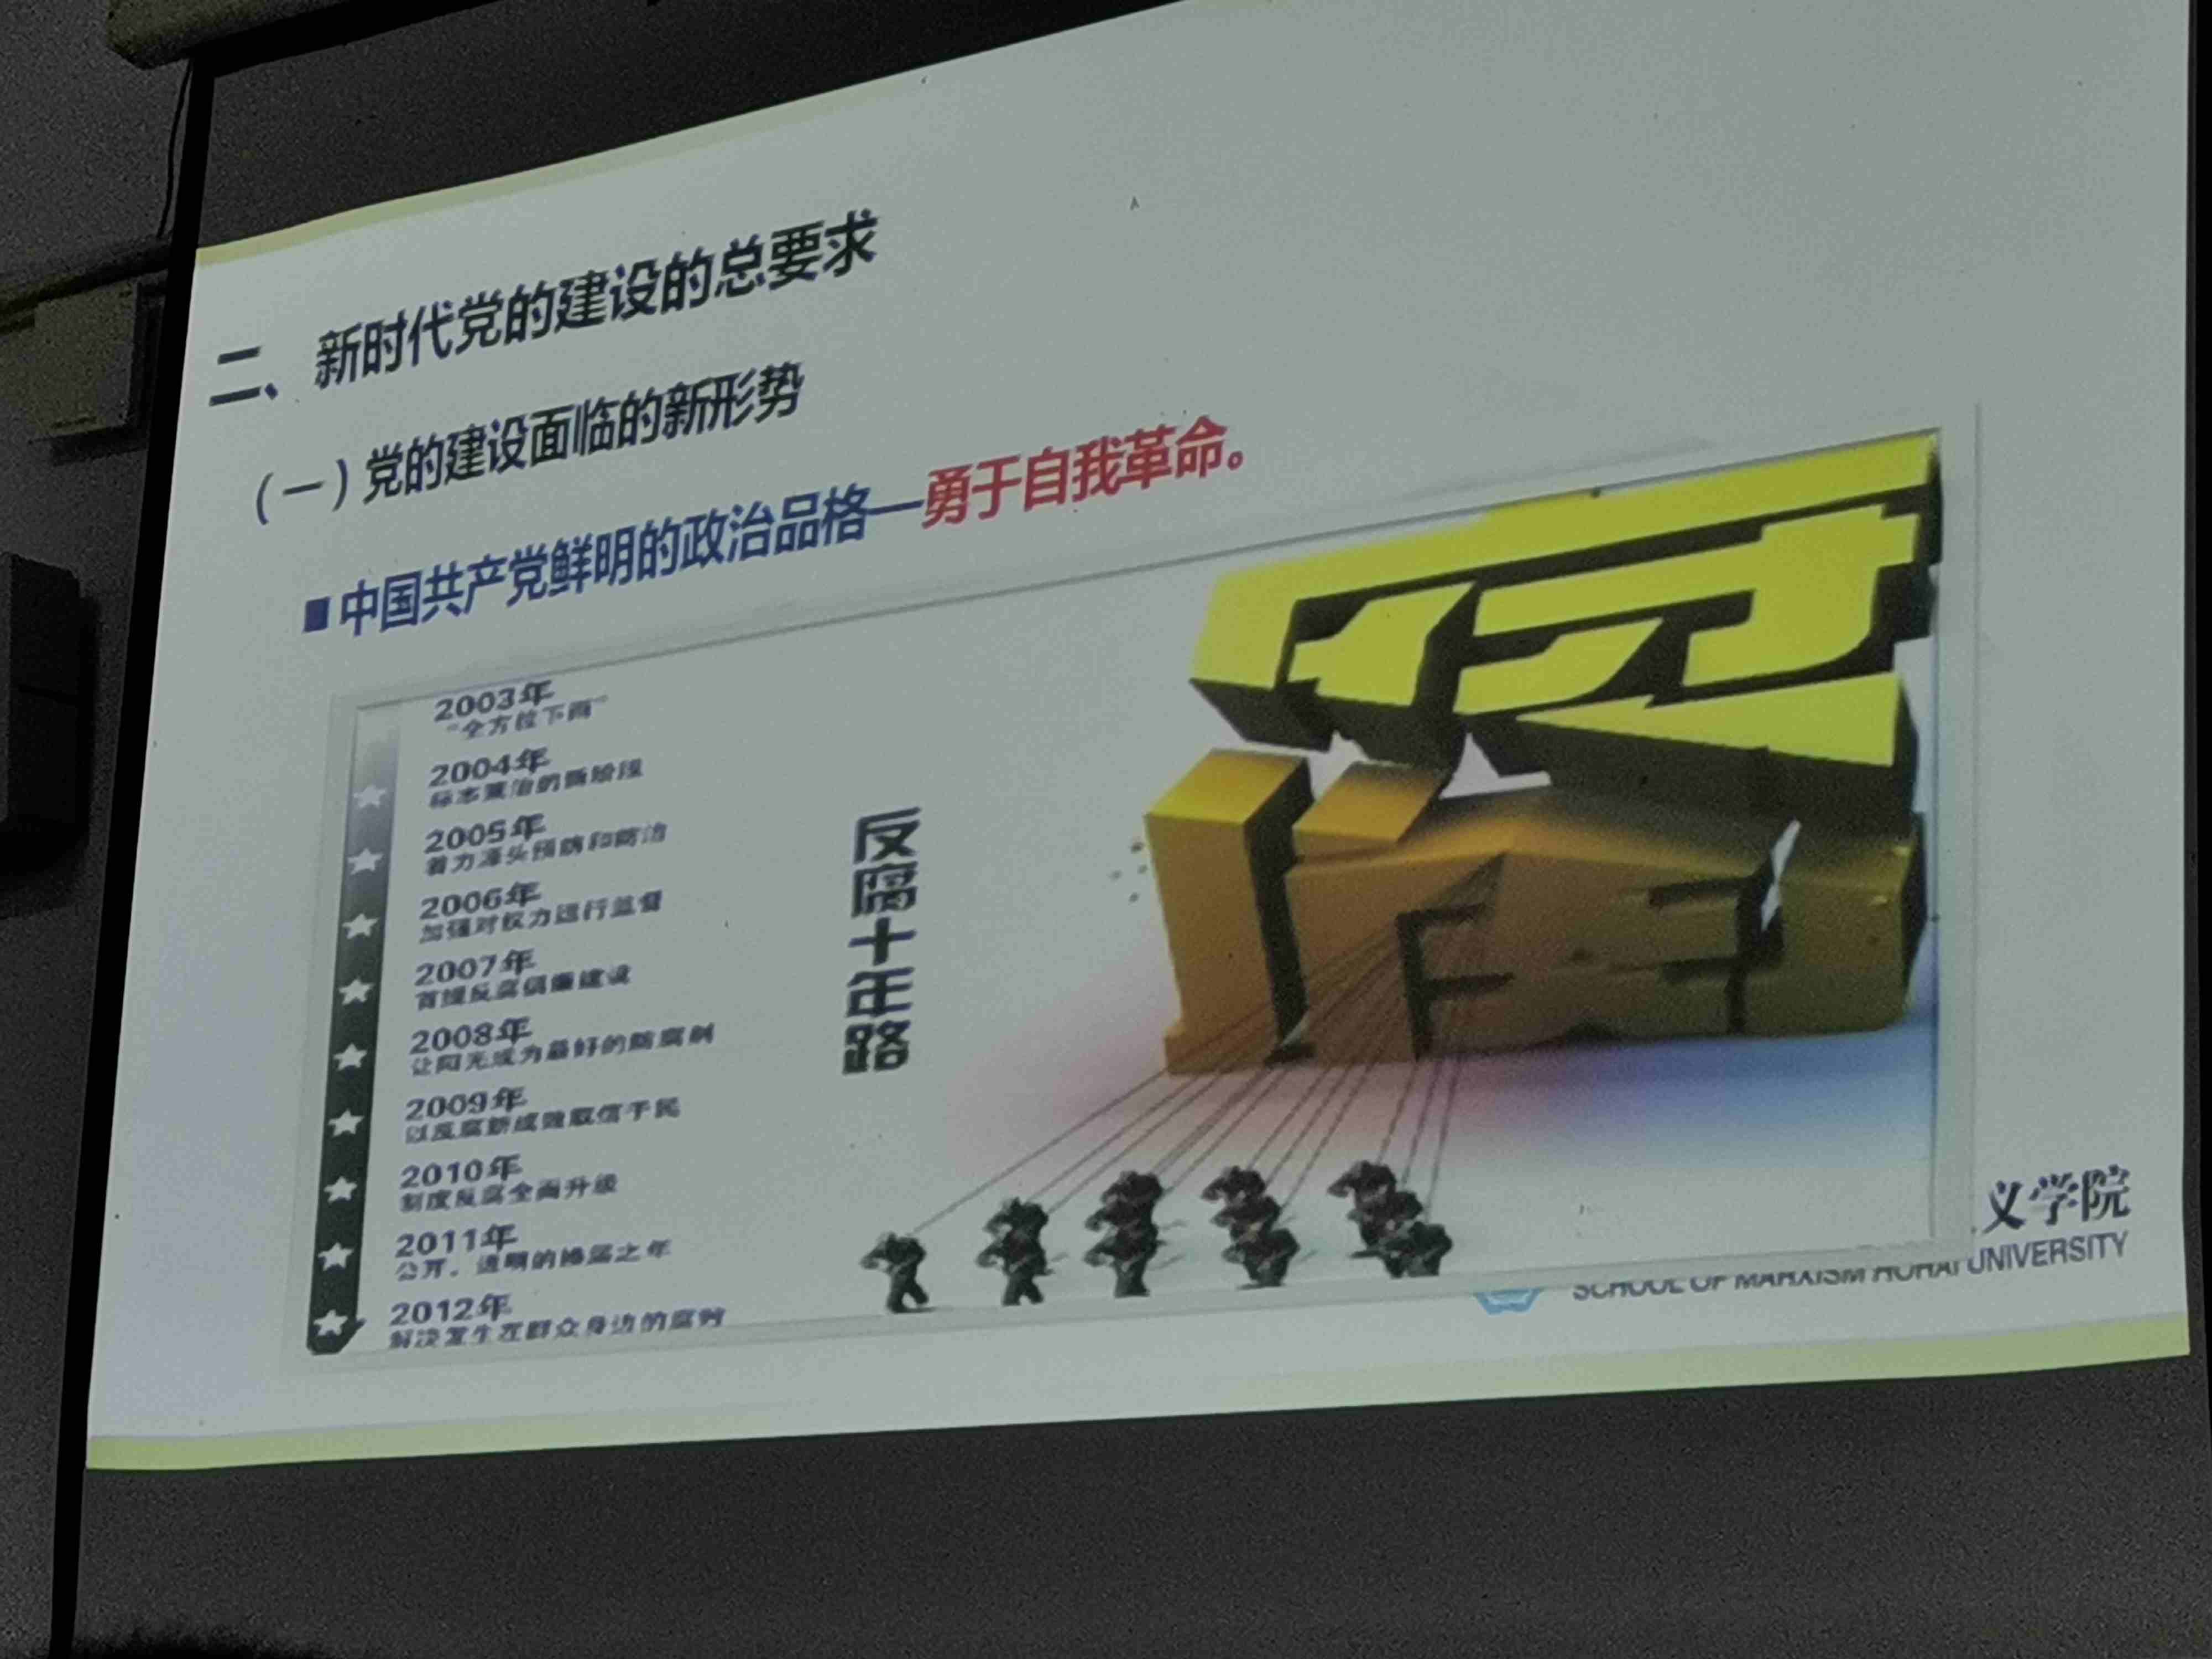 二、新时代党的建设的总要求
（一）党的建设面临的新形势
■中国共产党鲜明的政治品格—勇于自我革命。
2003年
“全方位下雨”
2004年
标本兼治的新阶段
2005年
着力源头预防和防治
2006年
加强对权力运行监督
2007年
首提反腐倡廉建设
2008年
让阳光成为最好的防腐剂
2009年
以反腐新成效取信于民
2010年
制度反腐全面升级
2011年
公开、透明的
之年
2012年
解决发生在群众身边的腐败
反腐十年路
腐
义学院
SCHOOL OF MARXISM HOHAI UNIVERSITY